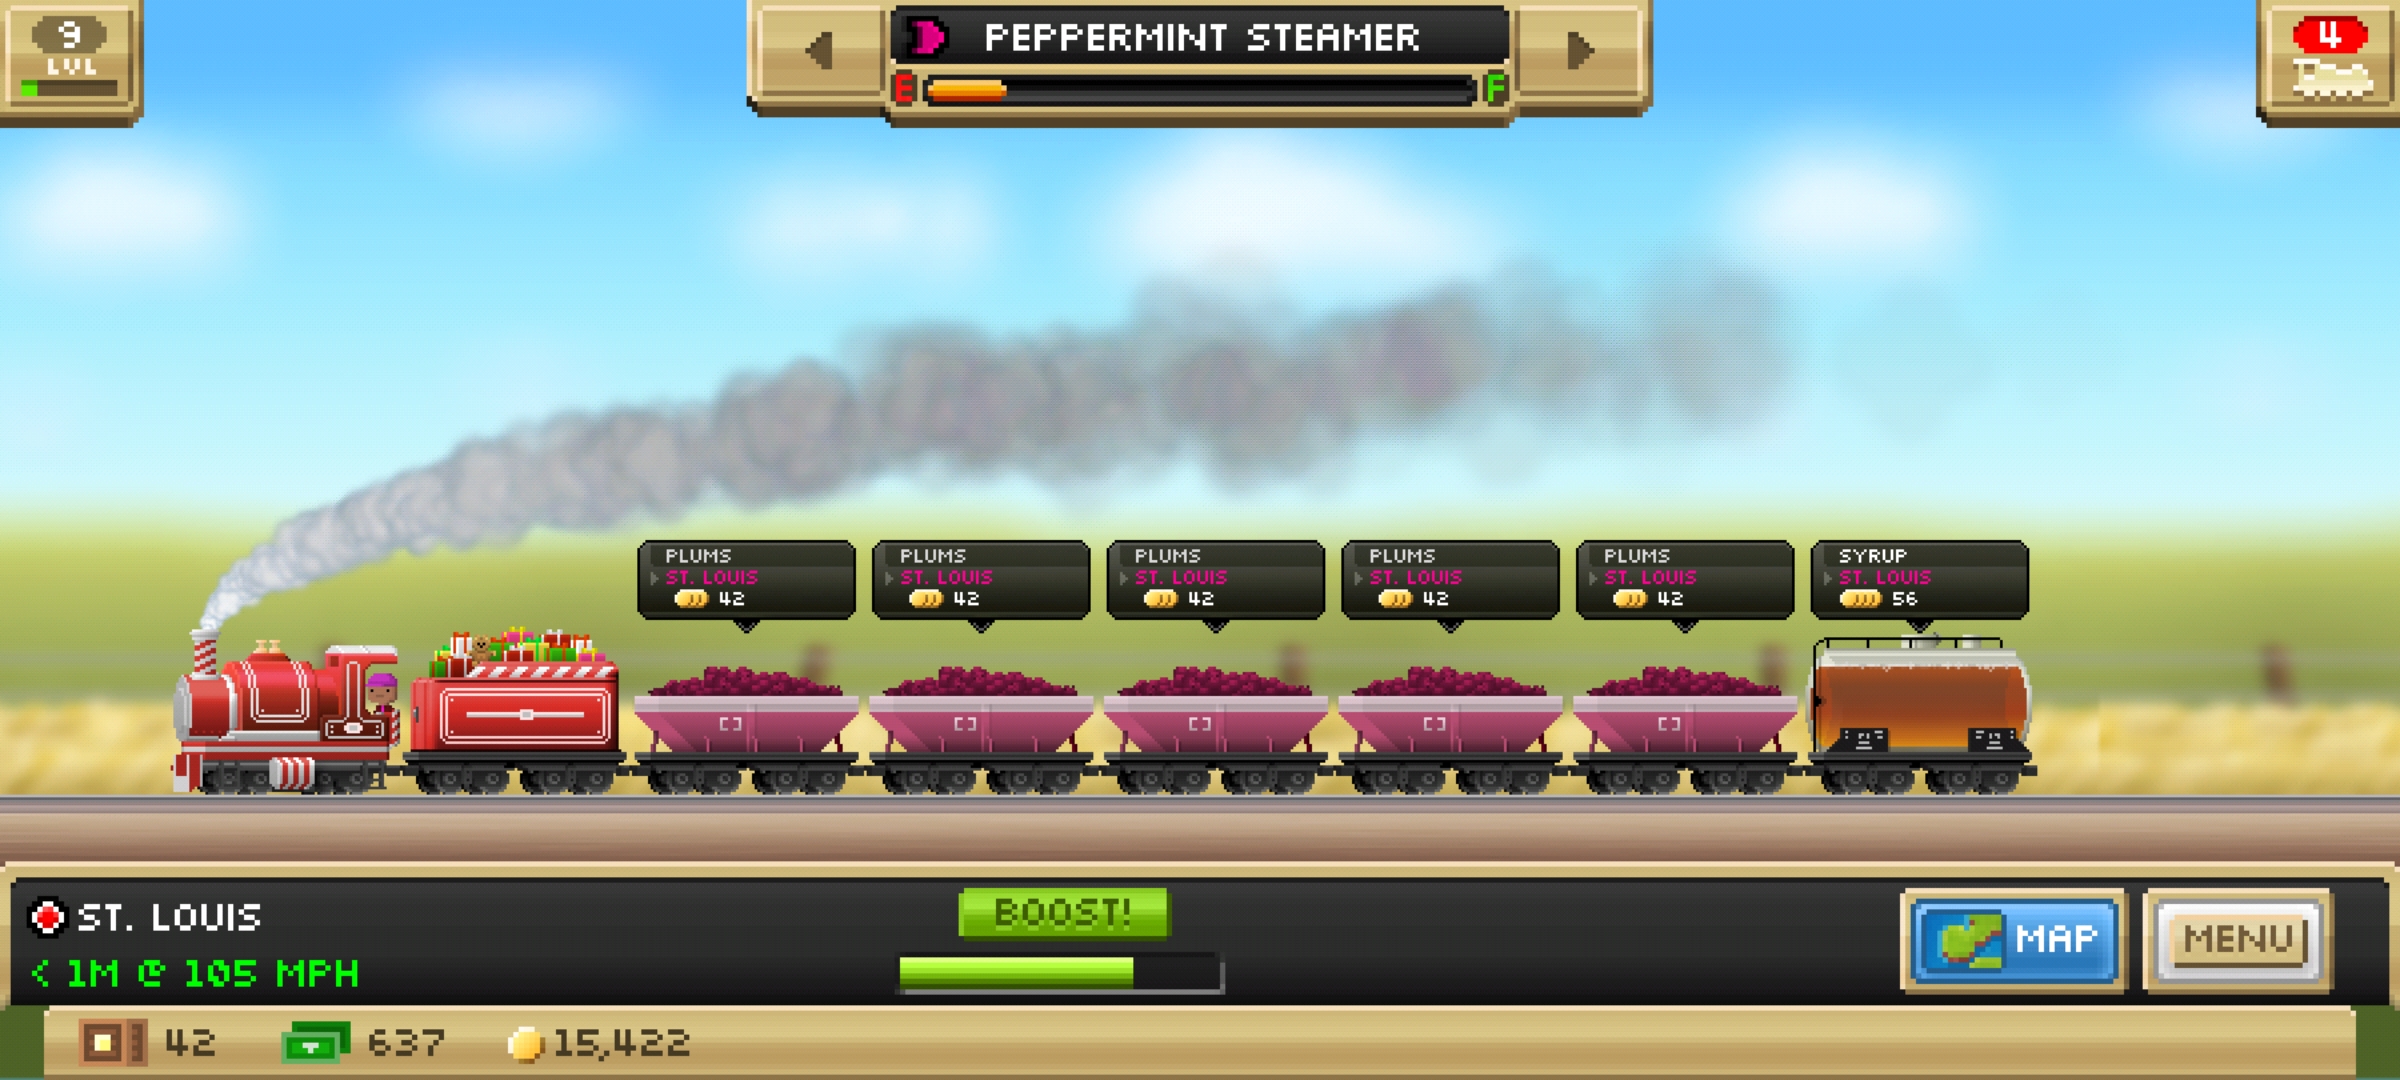 9
LVL
PEPPERMINT STEAMER
E F
4
PLUMS
ST. LOUIS
42
PLUMS
ST. LOUIS
42
PLUMS
ST. LOUIS
42
PLUMS
ST. LOUIS
42
PLUMS
ST. LOUIS
42
SYRUP
ST. LOUIS
56
ST. LOUIS
< 1M @ 105 MPH
BOOST!
MAP
MENU
42 637 15,422